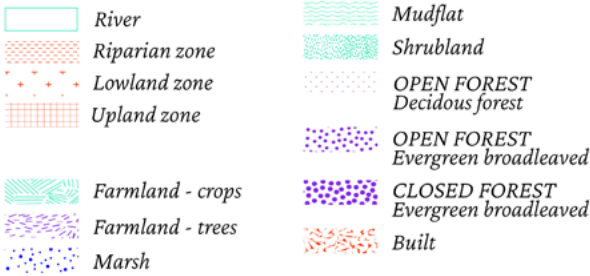 River
Riparian zone
Lowland zone
Upland zone
Farmland - crops
Farmland - trees
Marsh
Mudflat
Shrubland
OPEN FOREST
Decidous forest
OPEN FOREST
Evergreen broadleaved
CLOSED FOREST
Evergreen broadleaved
Built